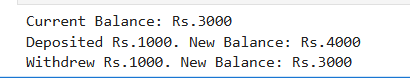 Current Balance: Rs.3000
Deposited Rs.1000. New Balance: Rs.4000
Withdrew Rs.1000. New Balance: Rs.3000